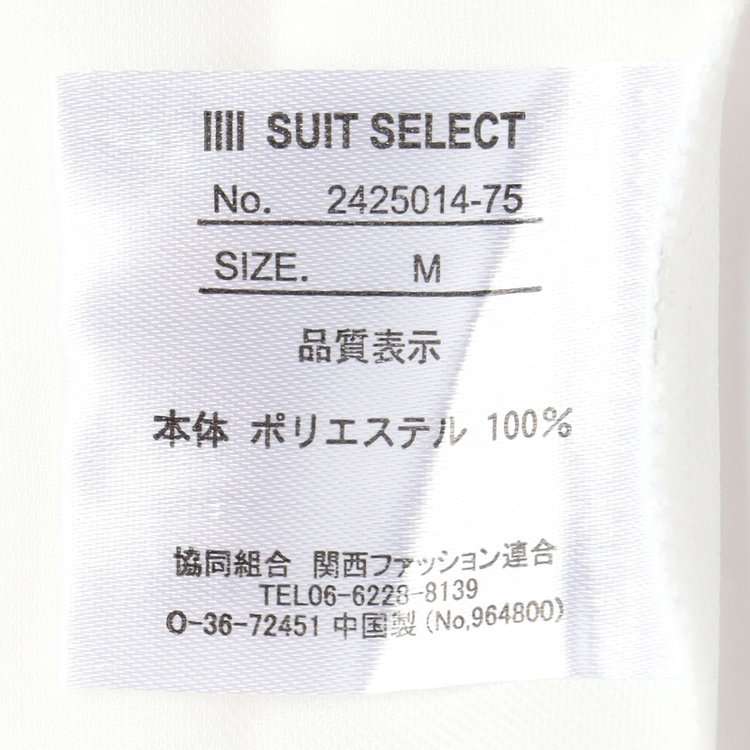 SUIT SELECT
No. 2425014-75
SIZE. M
品質表示
本体 ポリエステル 100%
協同組合 関西ファッション連合
TEL06-6228-8139
O-36-72451 中国製 (No,964800)